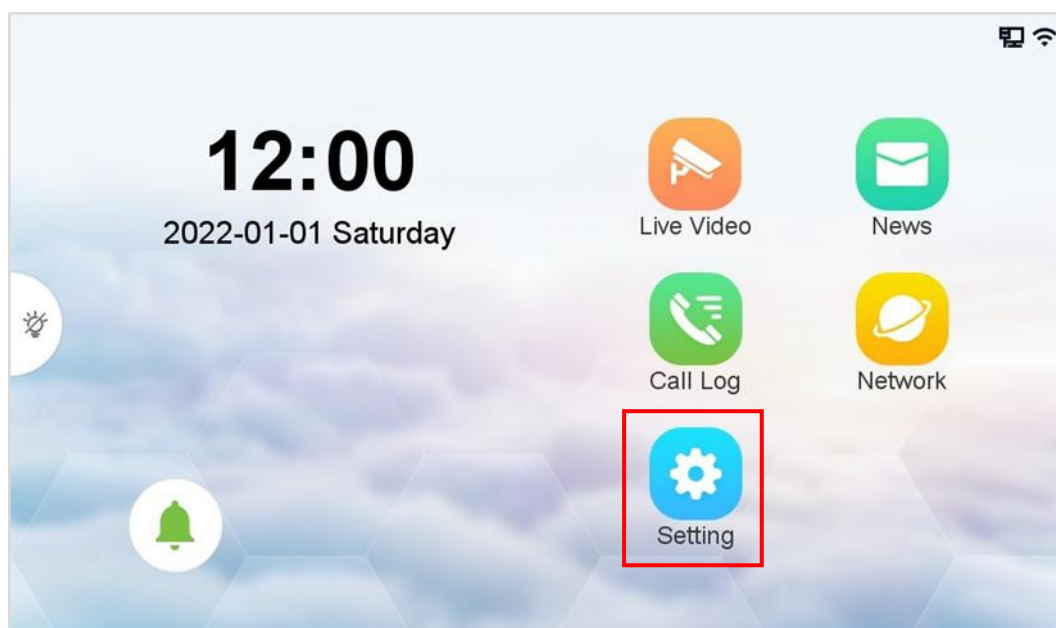 12:00
2022-01-01 Saturday
Live Video
News
Call Log
Network
Setting